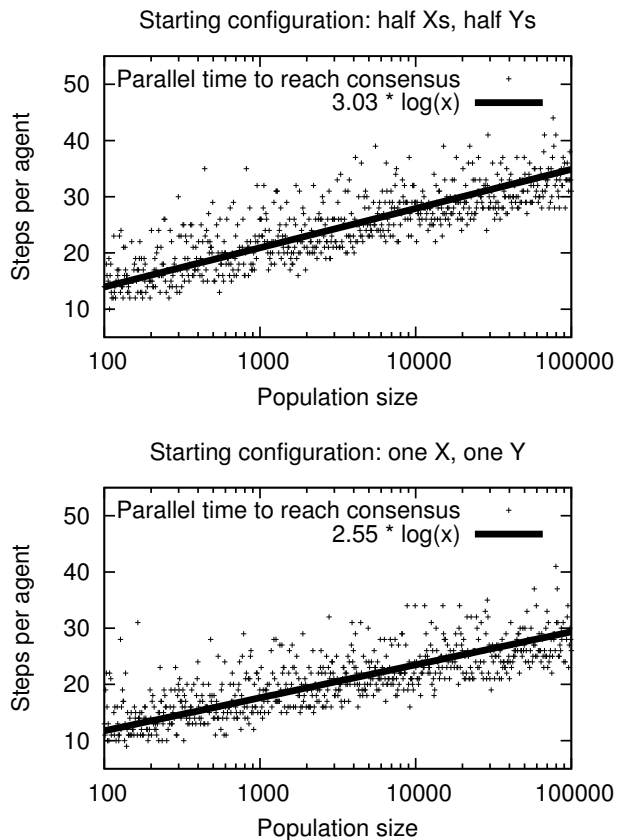 Starting configuration: half Xs, half Ys
50
40
30
20
10
Steps per agent
Parallel time to reach consensus
3.03 * log(x)
100 1000 10000 100000
Population size
Starting configuration: one X, one Y
50
40
30
20
10
Steps per agent
Parallel time to reach consensus
2.55 * log(x)
100 1000 10000 100000
Population size